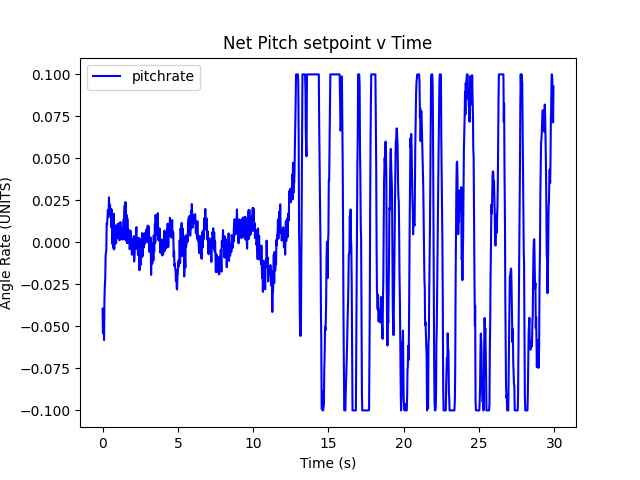 Net Pitch setpoint v Time
pitchrate
0.100
0.075
0.050
0.025
0.000
−0.025
−0.050
−0.075
−0.100
Angle Rate (UNITS)
0 5 10 15 20 25 30
Time (s)